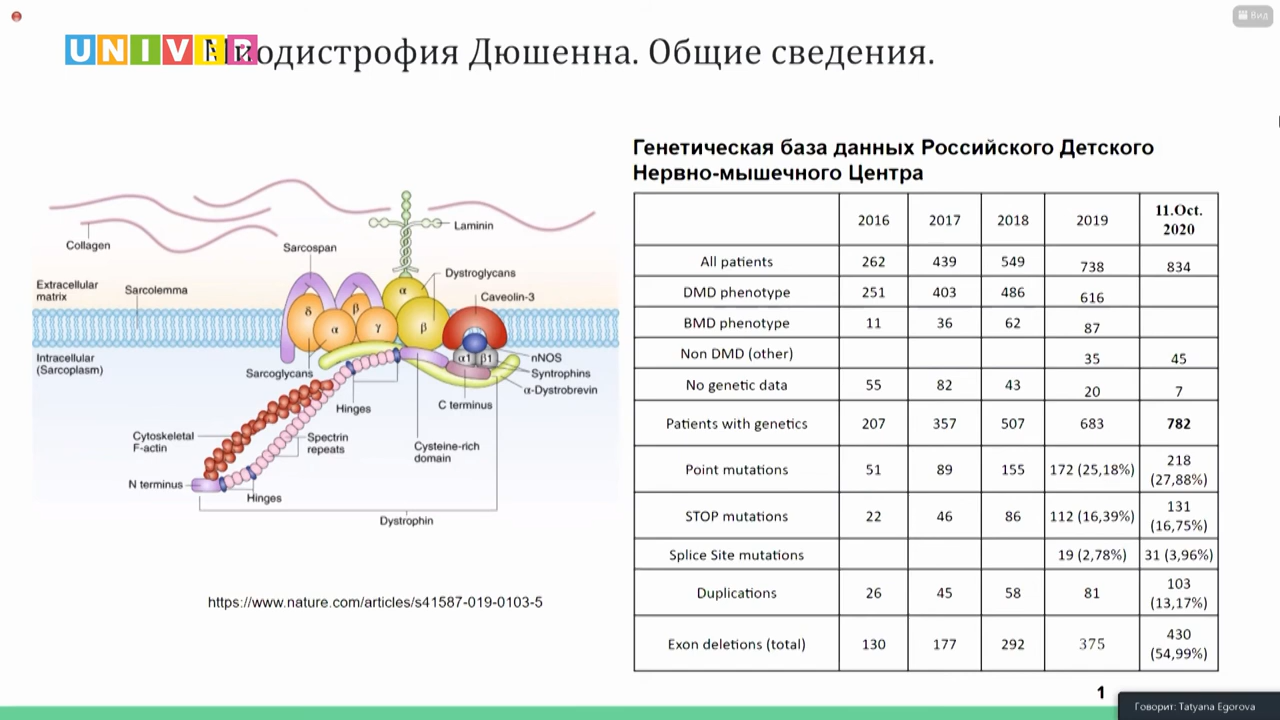 Вид
UNIVER
Миодистрофия Дюшенна. Общие сведения.
Collagen
Sarcospan
Laminin
Dystroglycans
Extracellular
matrix
Sarcolemma
Caveolin-3
α
δ
β
α
γ
β
Intracellular
(Sarcoplasm)
α1
β1
nNOS
Syntrophins
Sarcoglycans
α-Dystrobrevin
Hinges
C terminus
Cytoskeletal
F-actin
Spectrin
repeats
Cysteine-rich
domain
N terminus
Hinges
Dystrophin
https://www.nature.com/articles/s41587-019-0103-5
Генетическая база данных Российского Детского
Нервно-мышечного Центра
2016 2017 2018 2019 11.Oct. 2020
All patients 262 439 549 738 834
DMD phenotype 251 403 486 616
BMD phenotype 11 36 62 87
Non DMD (other) 35 45
No genetic data 55 82 43 20 7
Patients with genetics 207 357 507 683 782
Point mutations 51 89 155 172 (25,18%) 218 (27,88%)
STOP mutations 22 46 86 112 (16,39%) 131 (16,75%)
Splice Site mutations 19 (2,78%) 31 (3,96%)
Duplications 26 45 58 81 103 (13,17%)
Exon deletions (total) 130 177 292 375 430 (54,99%)
1
Говорит: Tatyana Egorova